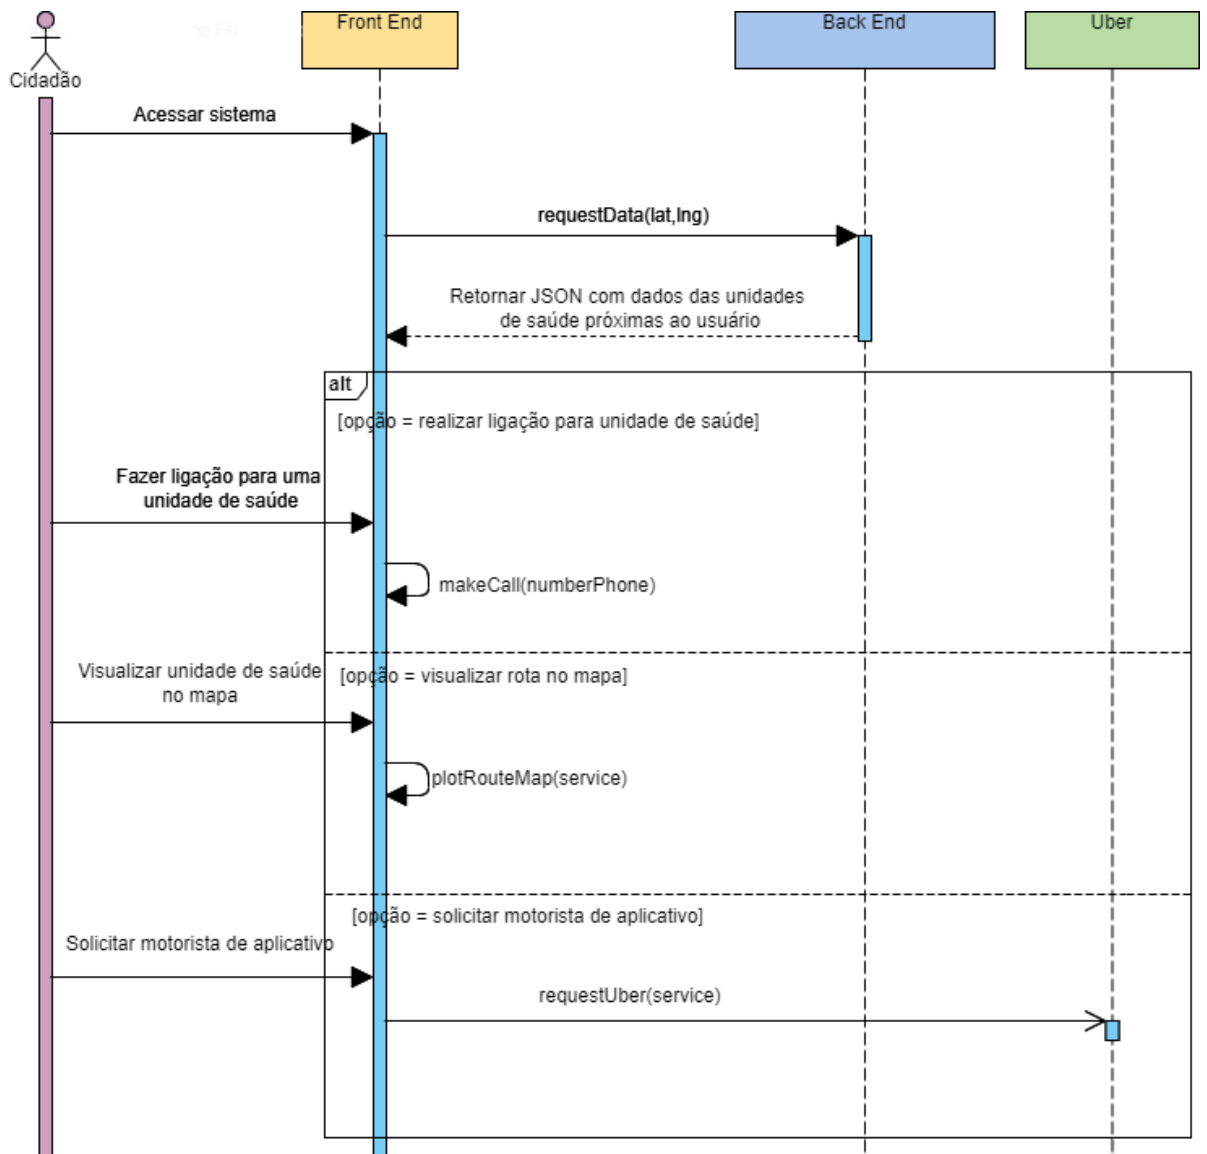 Front End
Back End
Uber
Cidadão
Acessar sistema
requestData(lat,lng)
Retornar JSON com dados das unidades
de saúde próximas ao usuário
alt
[opção = realizar ligação para unidade de saúde]
Fazer ligação para uma
unidade de saúde
makeCall(numberPhone)
Visualizar unidade de saúde
no mapa
[opção = visualizar rota no mapa]
plotRouteMap(service)
[opção = solicitar motorista de aplicativo]
Solicitar motorista de aplicativo
requestUber(service)